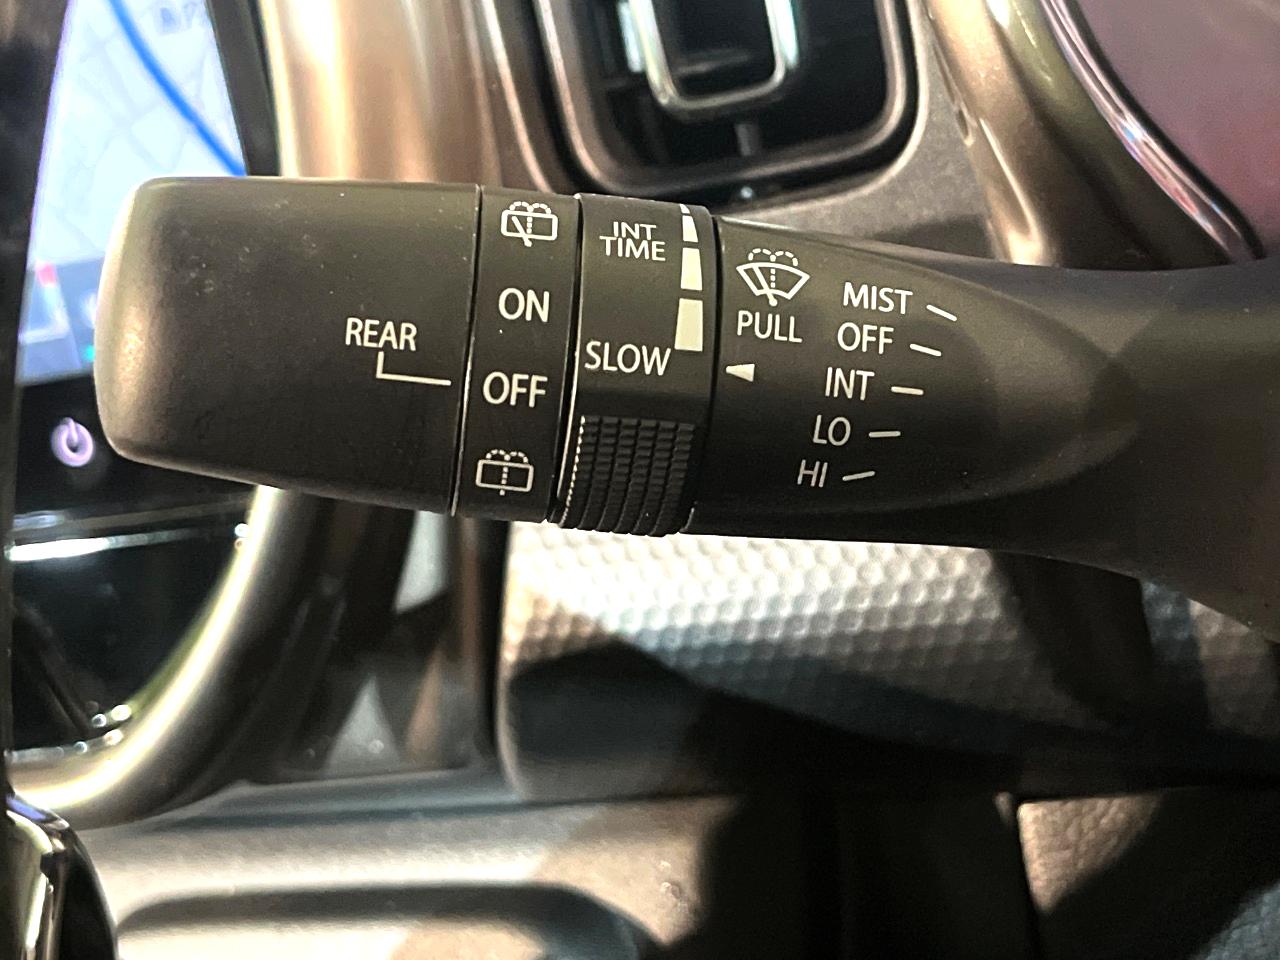 REAR
ON
OFF
INT
TIME
SLOW
PULL
MIST
OFF
INT
LO
HI